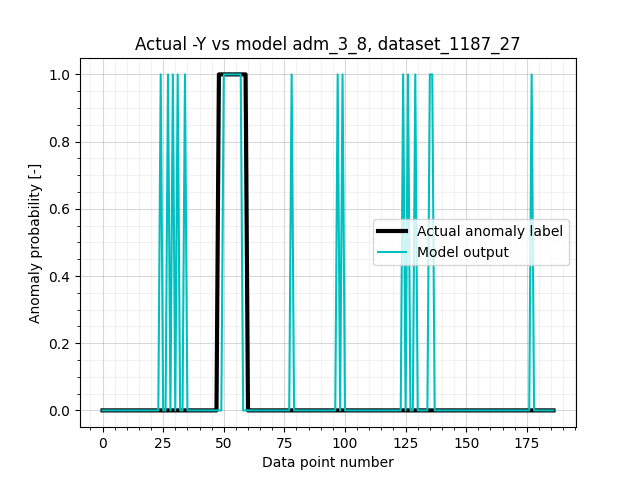 Actual -Y vs model adm_3_8, dataset_1187_27
1.0
0.8
0.6
0.4
0.2
0.0
Anomaly probability [-]
Actual anomaly label
Model output
0 25 50 75 100 125 150 175
Data point number